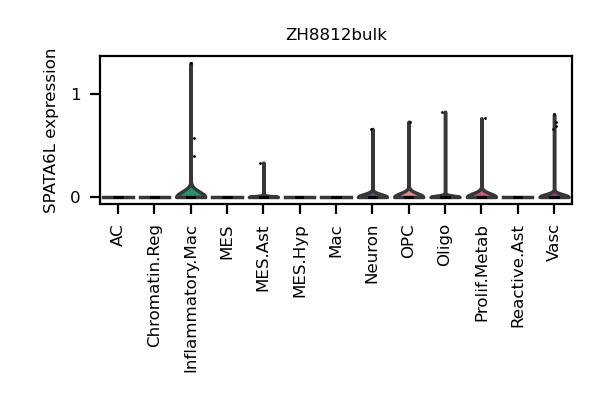 ZH8812bulk
SPATA6L expression
1
0
AC
Chromatin.Reg
Inflammatory.Mac
MES
MES.Ast
MES.Hyp
Mac
Neuron
OPC
Oligo
Prolif.Metab
Reactive.Ast
Vasc